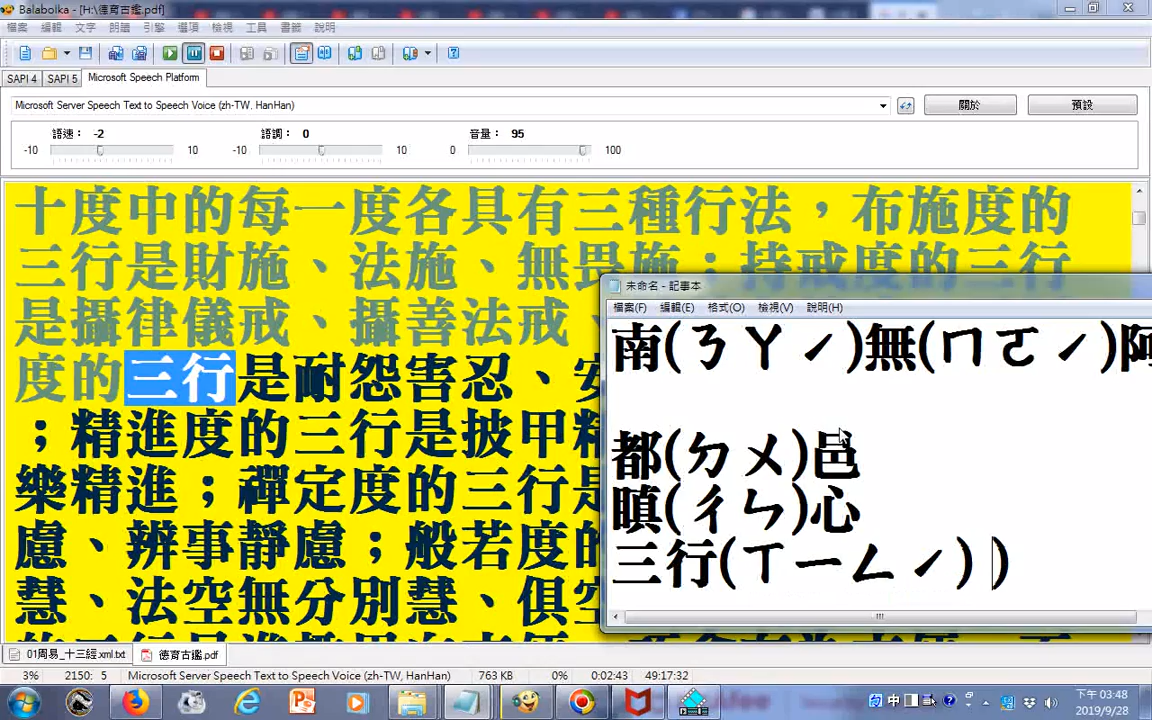 Balabolka - [H:\德育古鑑.pdf]
檔案 編輯 文字 朗讀 引擎 選項 檢視 工具 書籤 說明
SAPI 4 SAPI 5 Microsoft Speech Platform
Microsoft Server Speech Text to Speech Voice (zh-TW, HanHan) 關於 預設
語速： -2 語調： 0 音量： 95
-10 10 -10 10 0 100
十度中的每一度各具有三種行法，布施度的
三行是財施、法施、無畏施；持戒度的三行
是攝律儀戒、攝善法戒、
度的三行是耐怨害忍、安
；精進度的三行是披甲精
樂精進；禪定度的三行是
慮、辨事靜慮；般若度的
慧、法空無分別慧、俱空
未命名 - 記事本
檔案(F) 編輯(E) 格式(O) 檢視(V) 說明(H)
南(ㄋㄚˊ)無(ㄇㄛˊ)阿
都(ㄉㄨ)邑
瞋(ㄔㄣ)心
三行(ㄒㄧㄥˊ) )
01周易_十三經.xml.txt 德育古鑑.pdf
3% 2150: 5 Microsoft Server Speech Text to Speech Voice (zh-TW, HanHan) 763 KB 0% 0:02:43 49:17:32
中 下午 03:48
2019/9/28